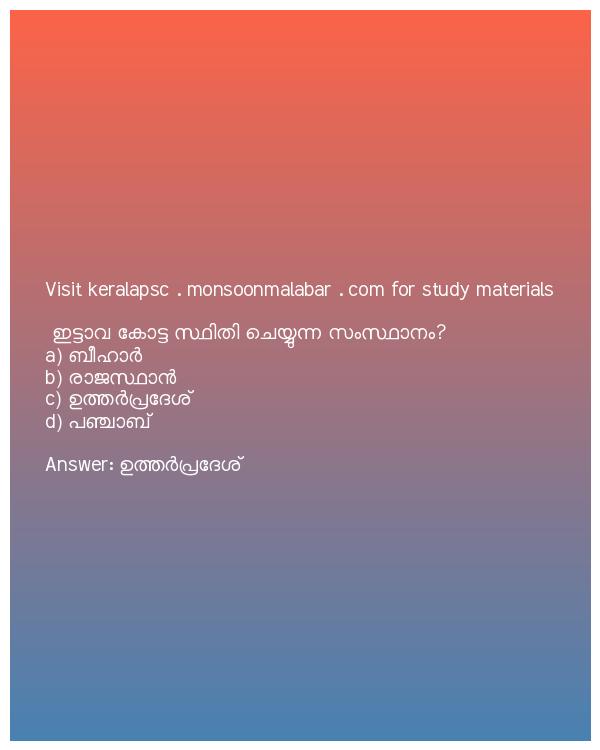 Visit keralapsc . monsoonmalabar . com for study materials
ഇട്ടാവ കോട്ട സ്ഥിതി ചെയ്യുന്ന സംസ്ഥാനം?
a) ബീഹാർ
b) രാജസ്ഥാൻ
c) ഉത്തർപ്രദേശ്
d) പഞ്ചാബ്
Answer: ഉത്തർപ്രദേശ്